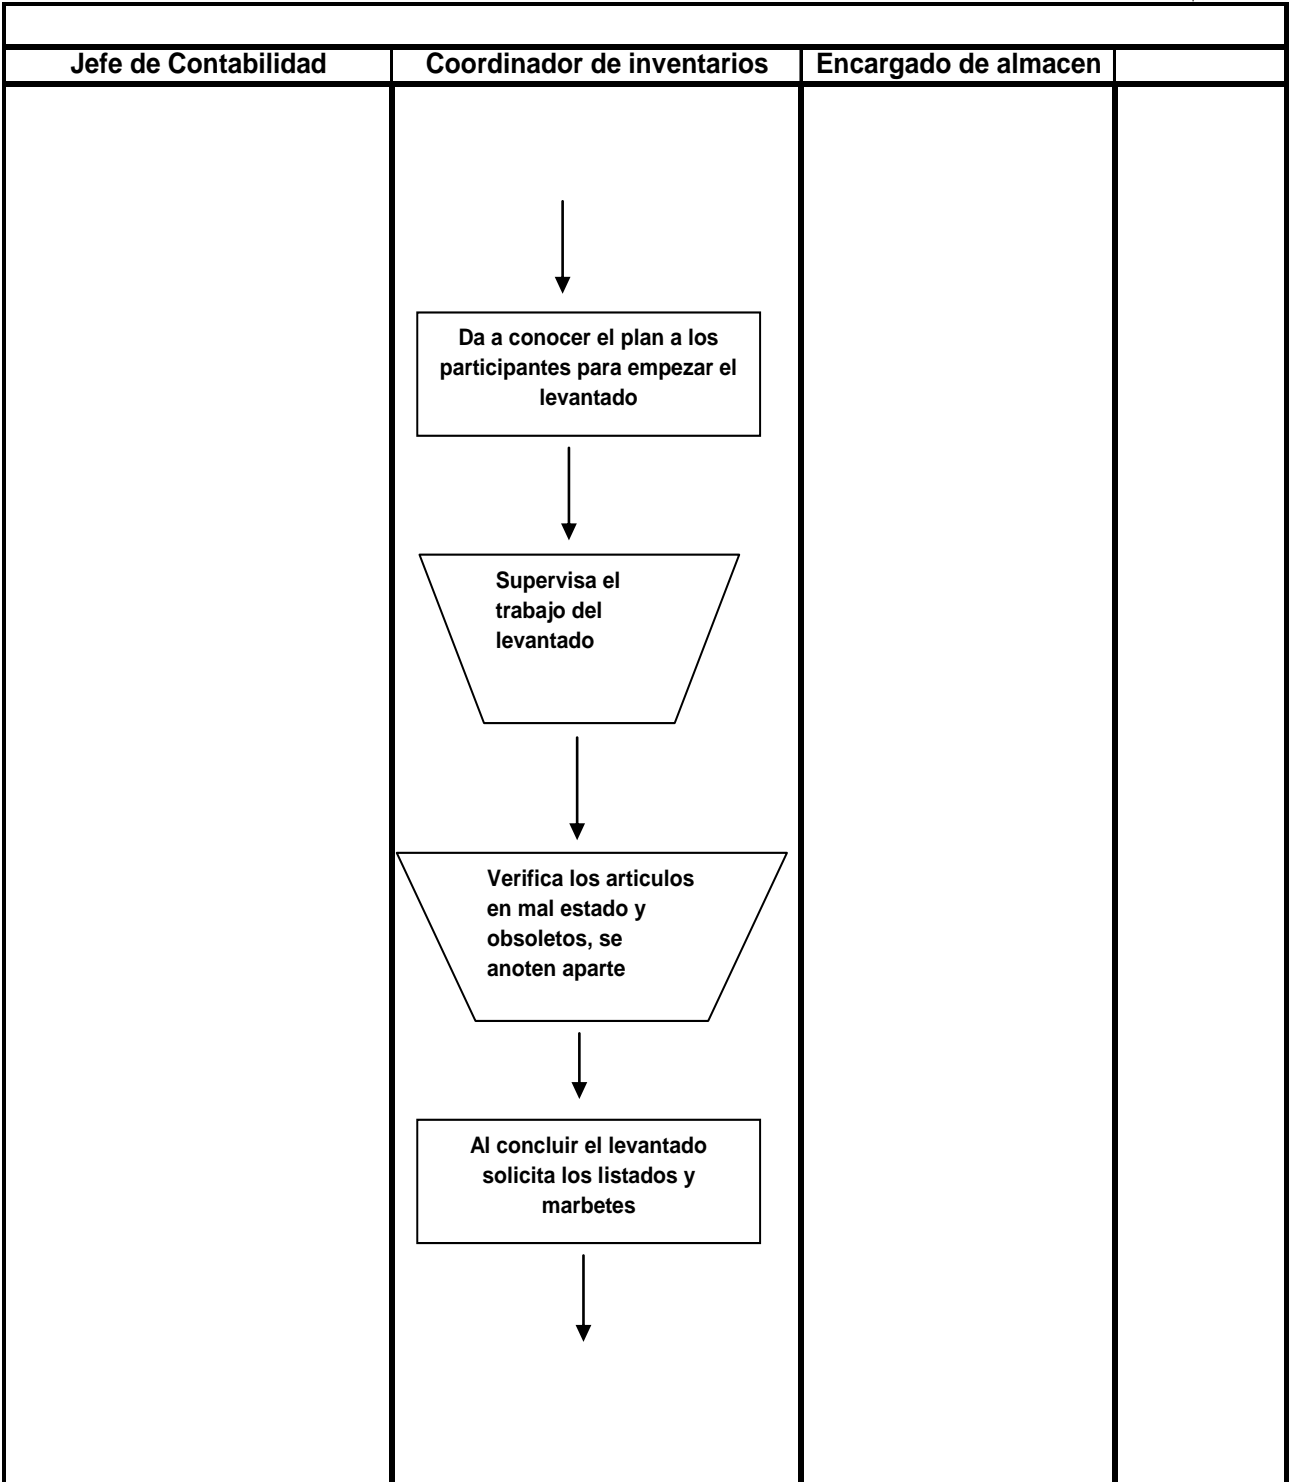 Jefe de Contabilidad
Coordinador de inventarios
Encargado de almacen
Da a conocer el plan a los
participantes para empezar el
levantado
Supervisa el
trabajo del
levantado
Verifica los articulos
en mal estado y
obsoletos, se
anoten aparte
Al concluir el levantado
solicita los listados y
marbetes